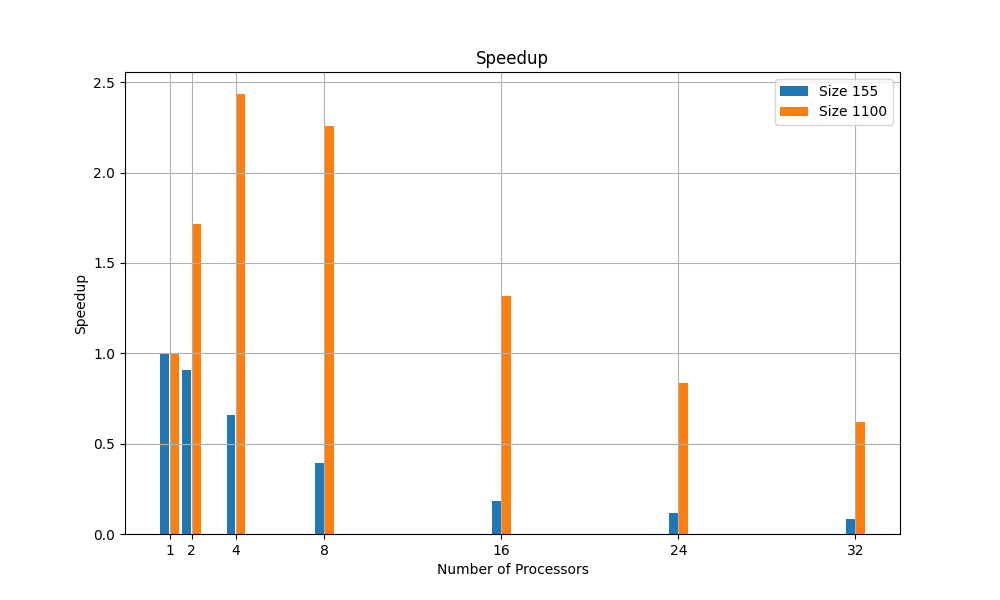 Speedup
Size 155
Size 1100
Speedup
2.5
2.0
1.5
1.0
0.5
0.0
1 2 4 8 16 24 32
Number of Processors